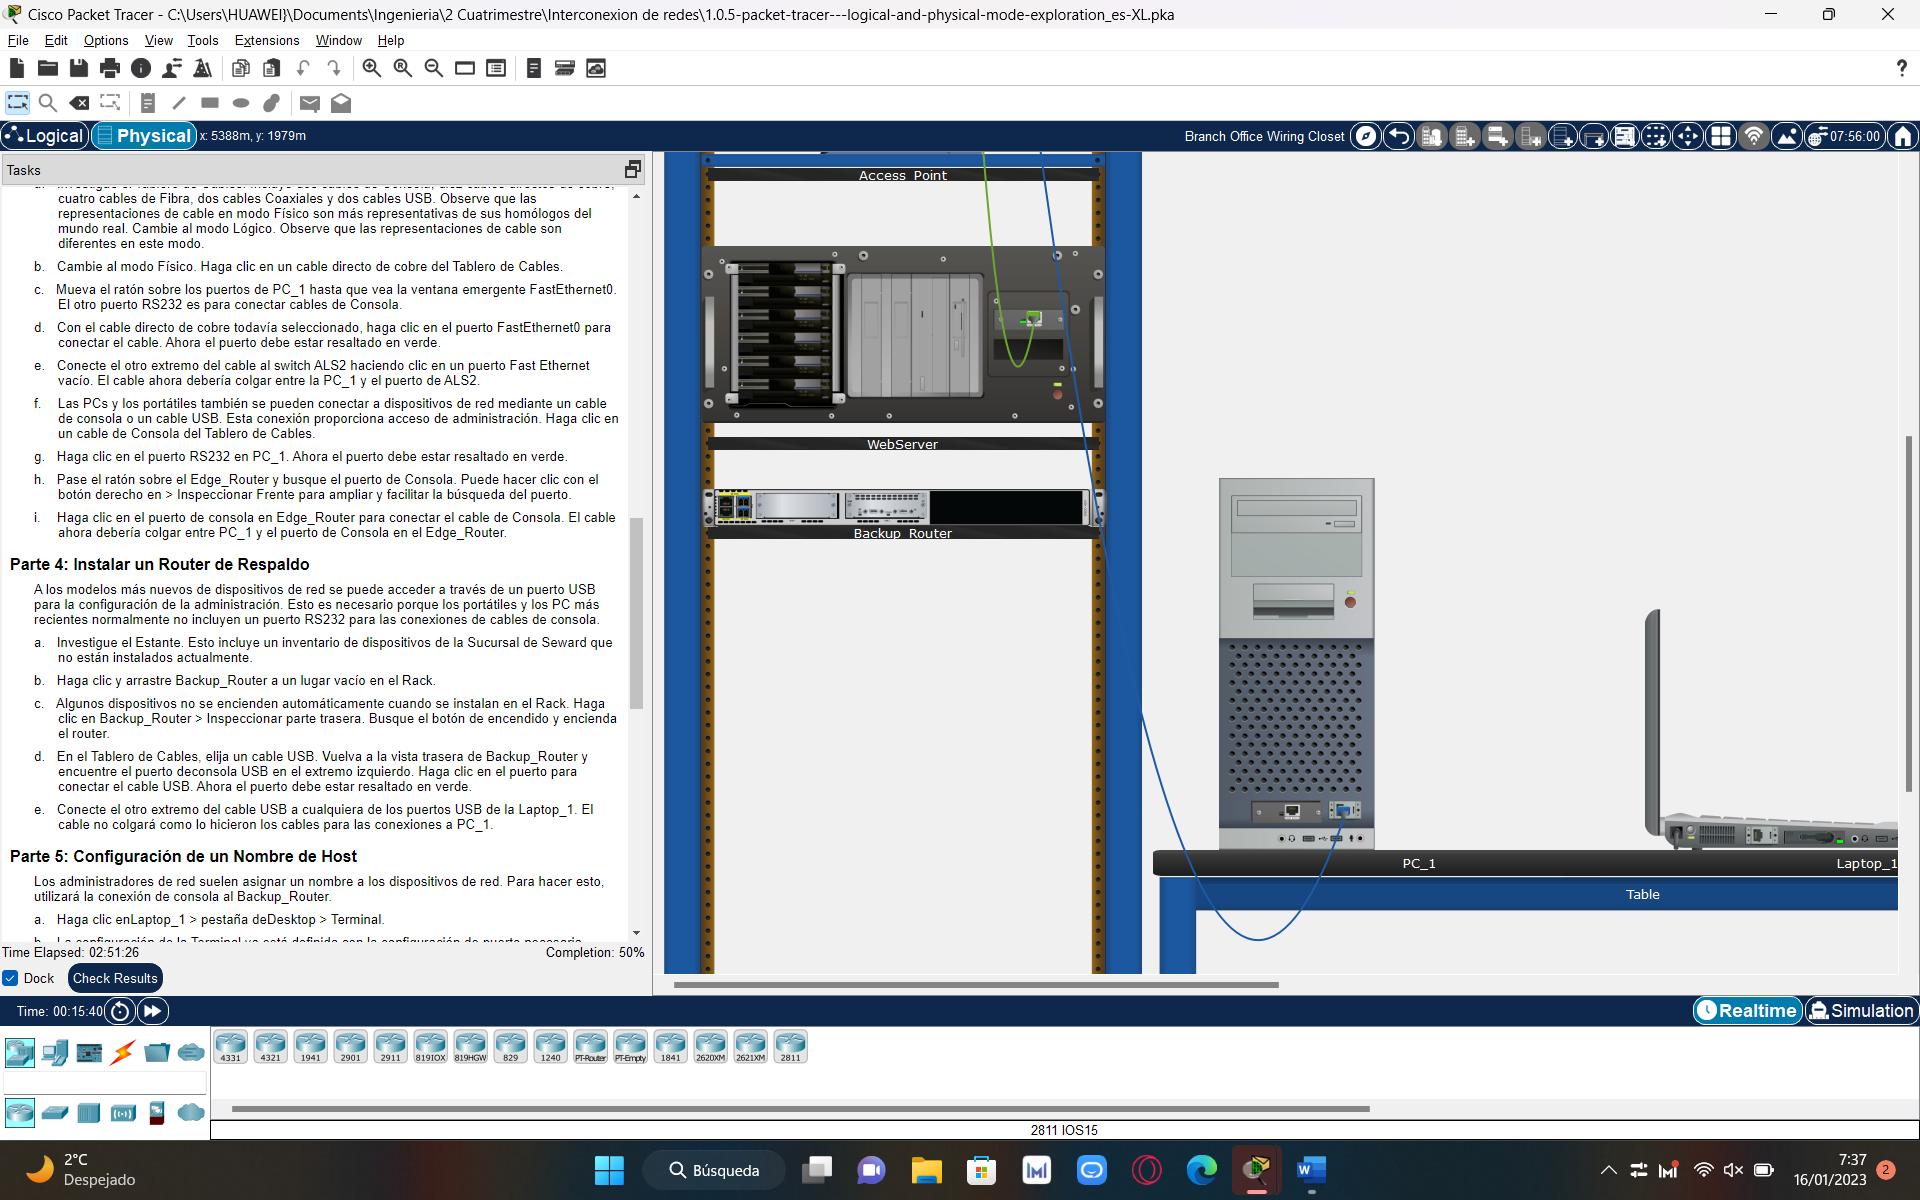 Cisco Packet Tracer - C:\Users\HUAWEI}\Documents\Ingenieria\2 Cuatrimestre\Interconexion de redes\1.0.5-packet-tracer---logical-and-physical-mode-exploration_es-XL.pka
File Edit Options View Tools Extensions Window Help
Logical Physical x: 5388m, y: 1979m Branch Office Wiring Closet 07:56:00
Tasks
cuatro cables de Fibra, dos cables Coaxiales y dos cables USB. Observe que las
representaciones de cable en modo Físico son más representativas de sus homólogos del
mundo real. Cambie al modo Lógico. Observe que las representaciones de cable son
diferentes en este modo.
b. Cambie al modo Físico. Haga clic en un cable directo de cobre del Tablero de Cables.
c. Mueva el ratón sobre los puertos de PC_1 hasta que vea la ventana emergente FastEthernet0.
El otro puerto RS232 es para conectar cables de Consola.
d. Con el cable directo de cobre todavía seleccionado, haga clic en el puerto FastEthernet0 para
conectar el cable. Ahora el puerto debe estar resaltado en verde.
e. Conecte el otro extremo del cable al switch ALS2 haciendo clic en un puerto Fast Ethernet
vacío. El cable ahora debería colgar entre la PC_1 y el puerto de ALS2.
f. Las PCs y los portátiles también se pueden conectar a dispositivos de red mediante un cable
de consola o un cable USB. Esta conexión proporciona acceso de administración. Haga clic en
un cable de Consola del Tablero de Cables.
g. Haga clic en el puerto RS232 en PC_1. Ahora el puerto debe estar resaltado en verde.
h. Pase el ratón sobre el Edge_Router y busque el puerto de Consola. Puede hacer clic con el
botón derecho en > Inspeccionar Frente para ampliar y facilitar la búsqueda del puerto.
i. Haga clic en el puerto de consola en Edge_Router para conectar el cable de Consola. El cable
ahora debería colgar entre PC_1 y el puerto de Consola en el Edge_Router.
Parte 4: Instalar un Router de Respaldo
A los modelos más nuevos de dispositivos de red se puede acceder a través de un puerto USB
para la configuración de la administración. Esto es necesario porque los portátiles y los PC más
recientes normalmente no incluyen un puerto RS232 para las conexiones de cables de consola.
a. Investigue el Estante. Esto incluye un inventario de dispositivos de la Sucursal de Seward que
no están instalados actualmente.
b. Haga clic y arrastre Backup_Router a un lugar vacío en el Rack.
c. Algunos dispositivos no se encienden automáticamente cuando se instalan en el Rack. Haga
clic en Backup_Router > Inspeccionar parte trasera. Busque el botón de encendido y encienda
el router.
d. En el Tablero de Cables, elija un cable USB. Vuelva a la vista trasera de Backup_Router y
encuentre el puerto deconsola USB en el extremo izquierdo. Haga clic en el puerto para
conectar el cable USB. Ahora el puerto debe estar resaltado en verde.
e. Conecte el otro extremo del cable USB a cualquiera de los puertos USB de la Laptop_1. El
cable no colgará como lo hicieron los cables para las conexiones a PC_1.
Parte 5: Configuración de un Nombre de Host
Los administradores de red suelen asignar un nombre a los dispositivos de red. Para hacer esto,
utilizará la conexión de consola al Backup_Router.
a. Haga clic enLaptop_1 > pestaña deDesktop > Terminal.
Time Elapsed: 02:51:26 Completion: 50%
Dock Check Results
Access Point
WebServer
Backup Router
PC_1
Laptop_1
Table
Time: 00:15:40 Realtime Simulation
4331 4321 1941 2901 2911 819IOX 819HGW 829 1240 PT-Router PT-Empty 1841 2620XM 2621XM 2811
2811 IOS15
2°C
Despejado
Búsqueda
7:37
16/01/2023
2